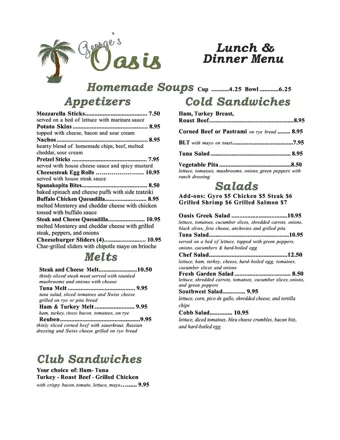 George's
Oasis
Lunch &
Dinner Menu
Homemade Soups Cup ...........4.25 Bowl ............6.25
Appetizers
Mozzarella Sticks................................ 7.50
served on a bed of lettuce with marinara sauce
Potato Skins ....................................... 8.95
topped with cheese, bacon and sour cream
Nachos................................................ 8.95
hearty blend of homemade chips, beef, melted
cheddar, sour cream
Pretzel Sticks ...................................... 7.95
served with house cheese sauce and spicy mustard
Cheesesteak Egg Rolls ........................ 10.95
served with house steak sauce
Spanakopita Bites................................. 8.50
baked spinach and cheese puffs with side tzatziki
Buffalo Chicken Quesadilla..................... 8.95
melted Monterey and cheddar cheese with chicken
tossed with buffalo sauce
Steak and Cheese Quesadilla................... 10.95
melted Monterey and cheddar cheese with grilled
steak, peppers, and onions
Cheeseburger Sliders (4)...................... 10.95
Char-grilled sliders with chipotle mayo on brioche
Melts
Steak and Cheese Melt....................10.50
thinly sliced steak meat served with sautéed
mushrooms and onions with cheese
Tuna Melt ................................... 9.95
tuna salad, sliced tomatoes and Swiss cheese
grilled on rye or pita bread
Ham & Turkey Melt..................... 9.95
ham, turkey, cheese, bacon, tomatoes, on rye
Reuben.........................................9.95
thinly sliced corned beef with sauerkraut, Russian
dressing and Swiss cheese grilled on rye bread
Club Sandwiches
Your choice of: Ham- Tuna
Turkey - Roast Beef - Grilled Chicken
with crispy bacon, tomato, lettuce, mayo.......... 9.95
Cold Sandwiches
Ham, Turkey Breast,
Roast Beef...........................................8.95
Corned Beef or Pastrami on rye bread ........ 8.95
BLT with mayo on toast...............................7.95
Tuna Salad ......................................... 8.95
Vegetable Pita .....................................8.50
lettuce, tomatoes, mushrooms, onions, green peppers with
ranch dressing
Salads
Add-ons: Gyro $5 Chicken $5 Steak $6
Grilled Shrimp $6 Grilled Salmon $7
Oasis Greek Salad .............................10.95
lettuce, tomatoes, cucumber slices, shredded carrots, onions,
black olives, feta cheese, anchovies and grilled pita
Tuna Salad.........................................10.95
served on a bed of lettuce, topped with green peppers,
onions, cucumbers & hard-boiled egg
Chef Salad.........................................12.50
lettuce, ham, turkey, cheese, hard-boiled egg, tomatoes,
cucumber slices and onions
Fresh Garden Salad ............................ 8.50
lettuce, shredded carrots, tomatoes, cucumber slices, onions,
and green peppers
Southwest Salad............... 9.95
lettuce, corn, pico de gallo, shredded cheese, and tortilla
chips
Cobb Salad............ 10.95
lettuce, diced tomatoes, bleu cheese crumbles, bacon bits,
and hard-boiled egg